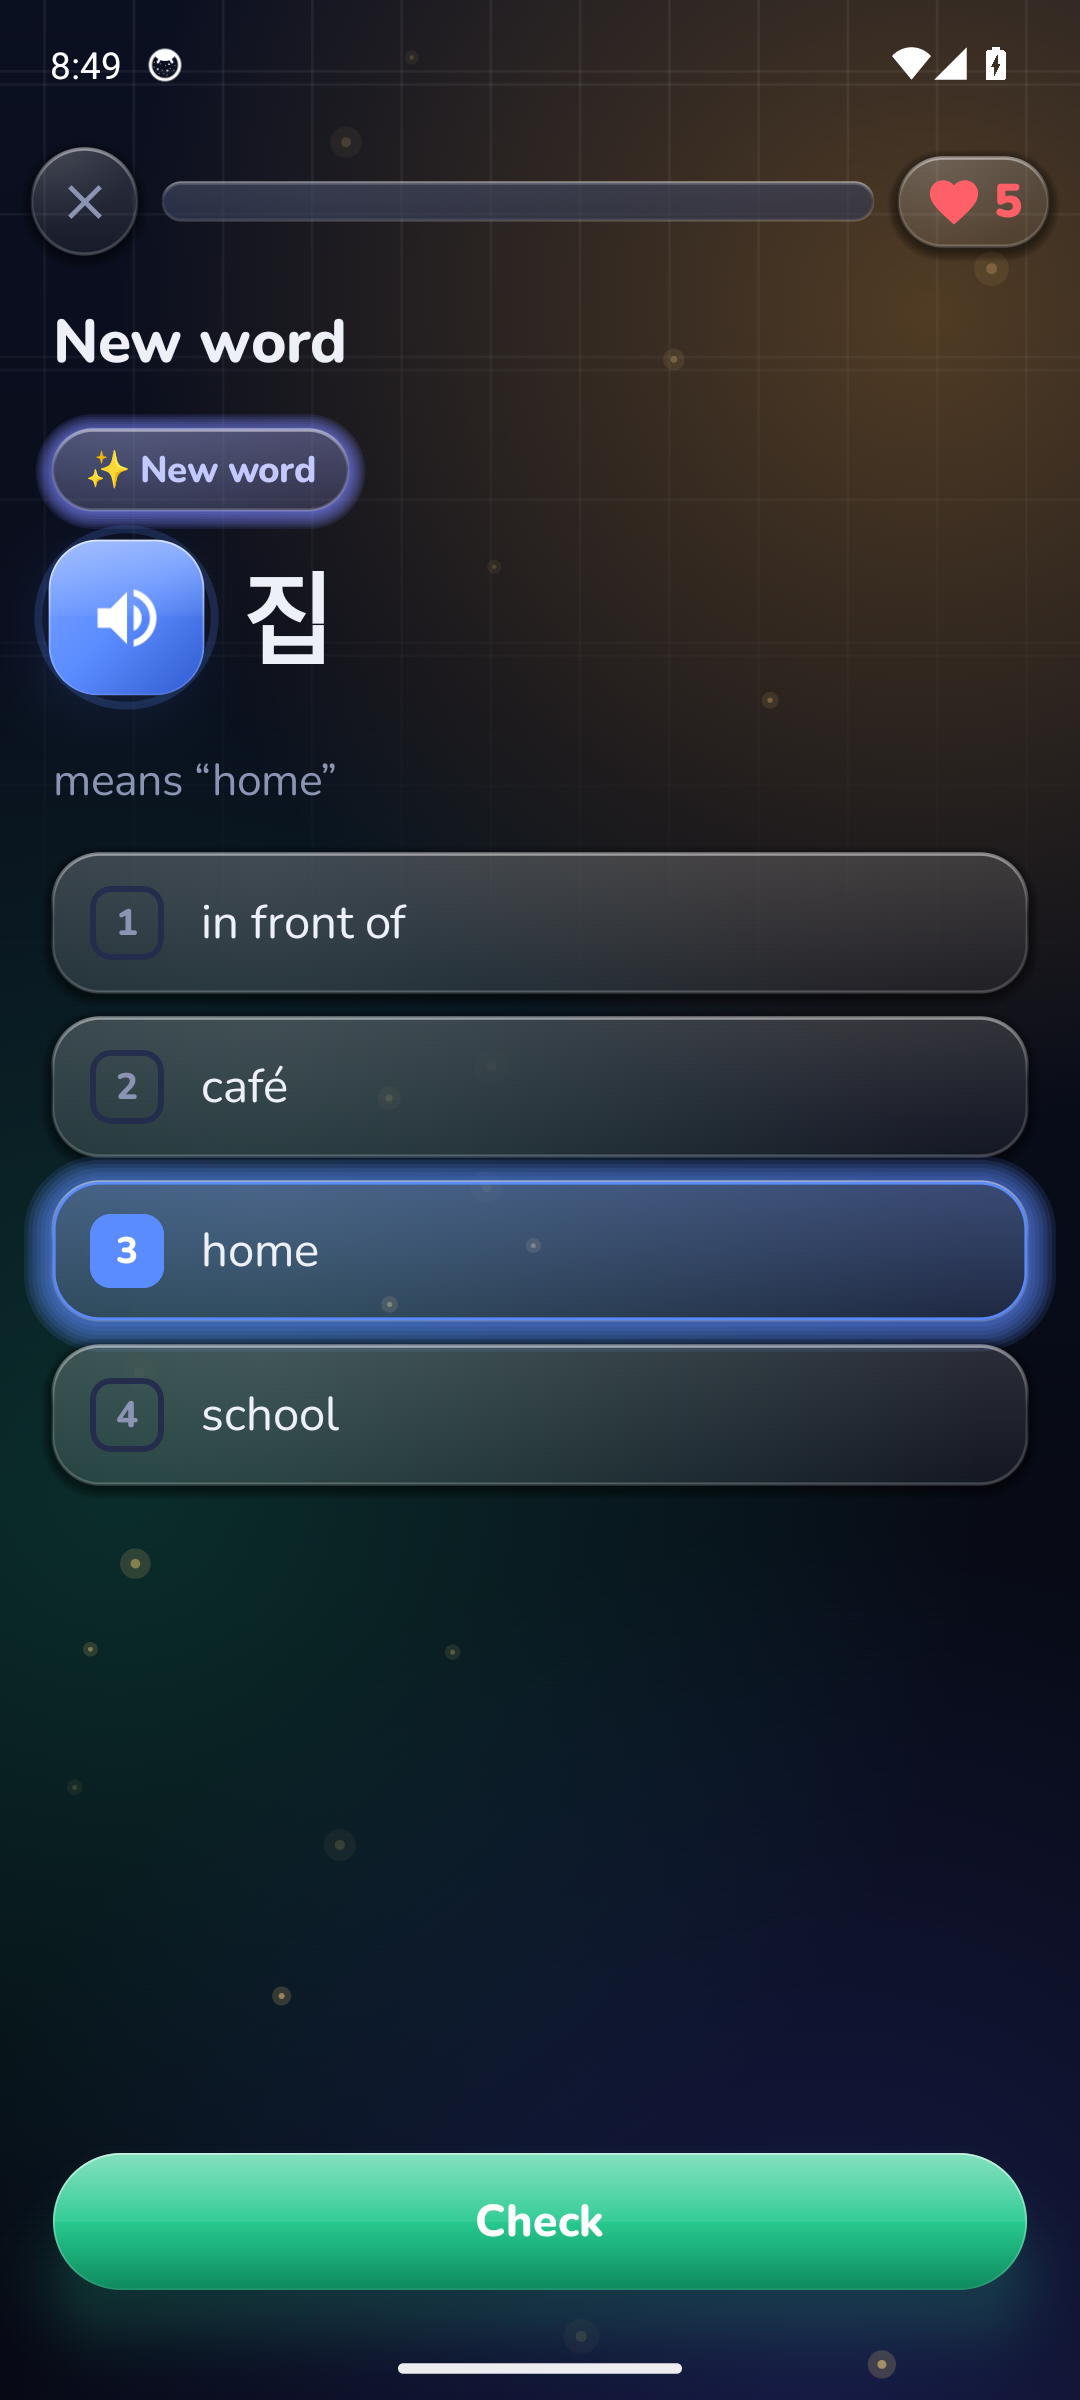 8:49
5
New word
✨ New word
집
means “home”
1 in front of
2 café
3 home
4 school
Check